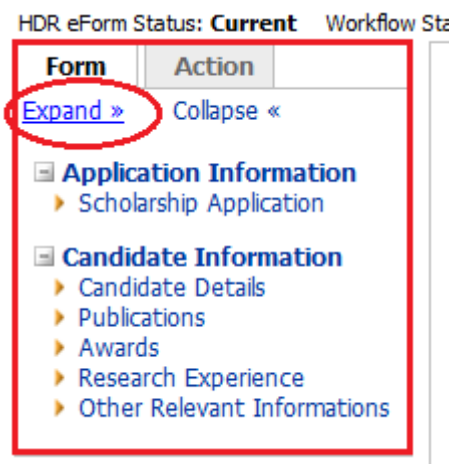 HDR eForm Status: Current Workflow Sta
Form Action
Expand » Collapse «
Application Information
Scholarship Application
Candidate Information
Candidate Details
Publications
Awards
Research Experience
Other Relevant Informations